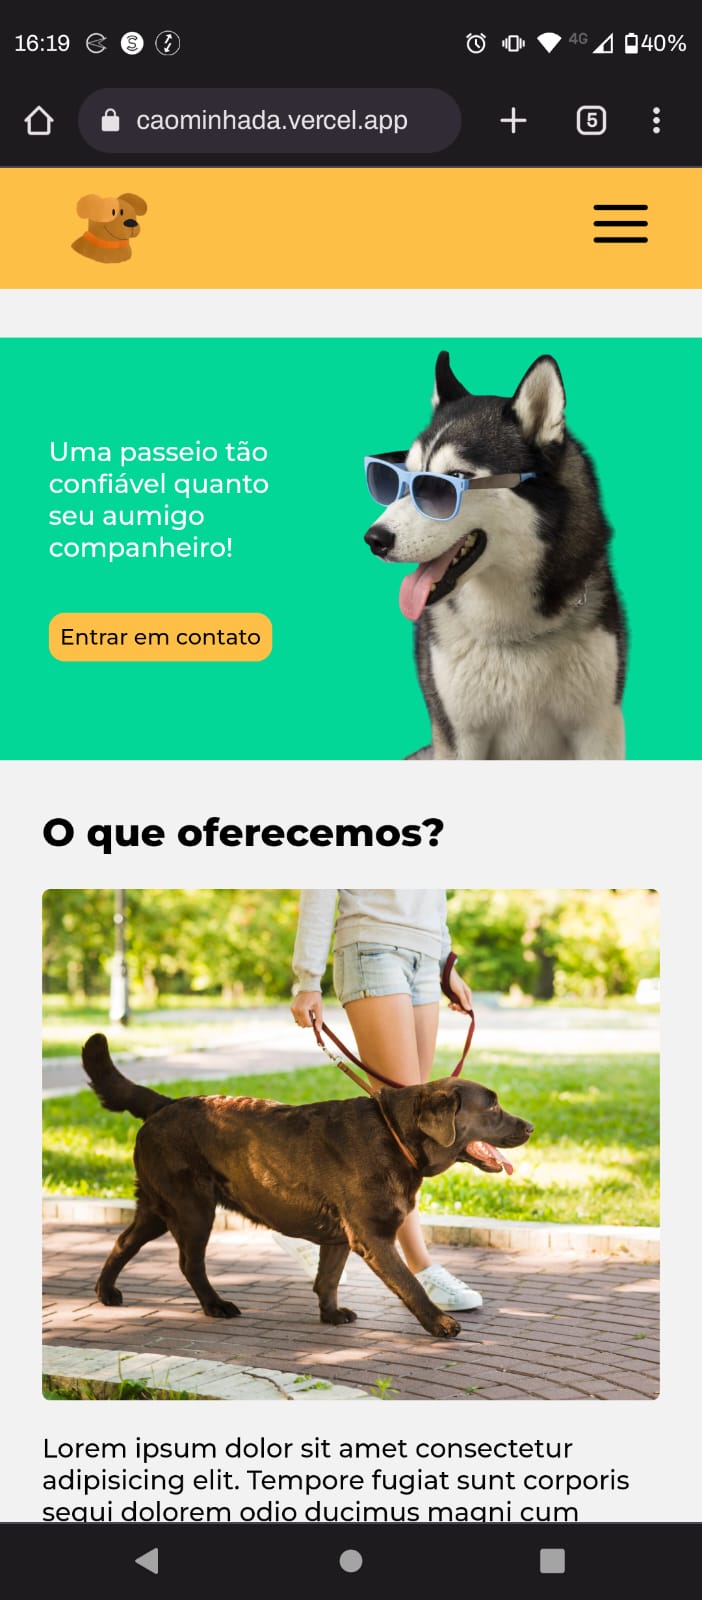 16:19
4G
40%
caominhada.vercel.app
5
Uma passeio tão
confiável quanto
seu aumigo
companheiro!
Entrar em contato
O que oferecemos?
Lorem ipsum dolor sit amet consectetur
adipisicing elit. Tempore fugiat sunt corporis
sequi dolorem odio ducimus magni cum